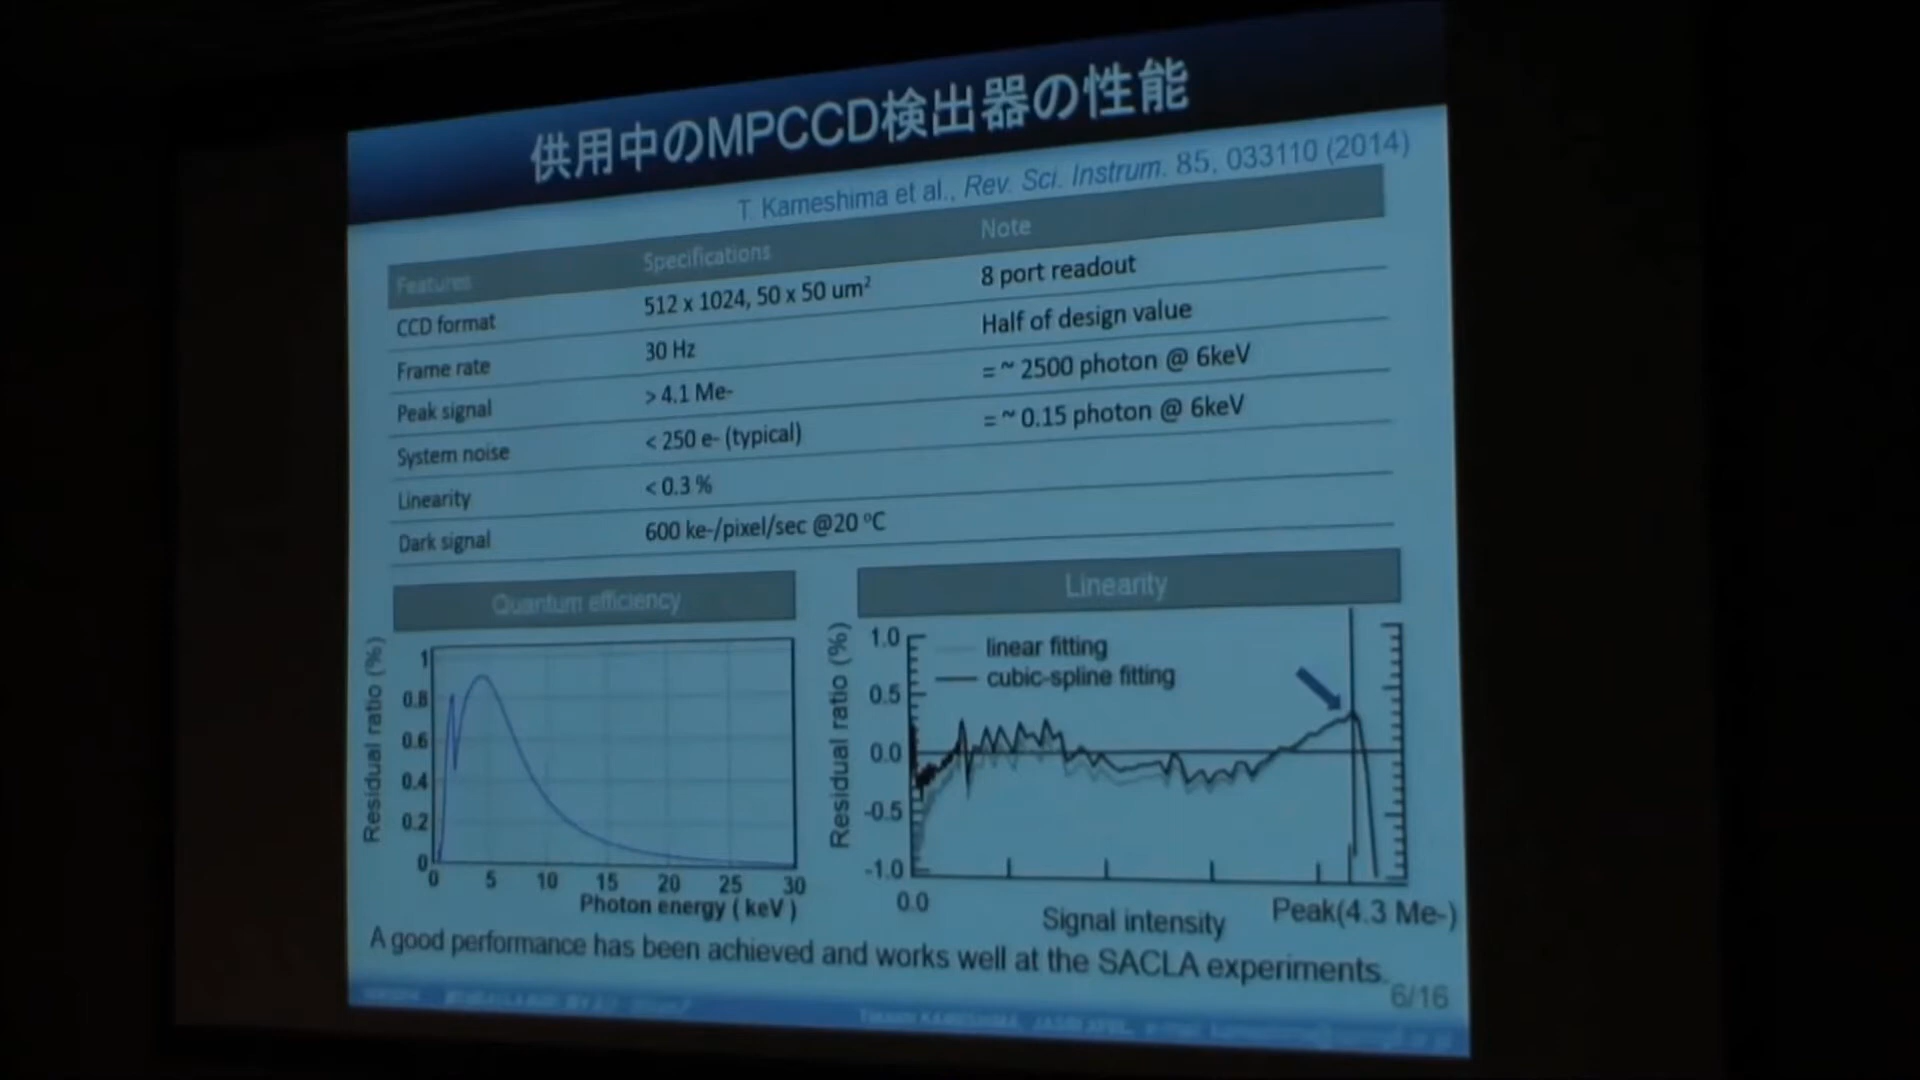 供用中のMPCCD検出器の性能
T. Kameshima et al., Rev. Sci. Instrum. 85, 033110 (2014)
Features Specifications Note
CCD format 512 x 1024, 50 x 50 um² 8 port readout
Frame rate 30 Hz Half of design value
Peak signal > 4.1 Me- = ~ 2500 photon @ 6keV
System noise < 250 e- (typical) = ~ 0.15 photon @ 6keV
Linearity < 0.3 %
Dark signal 600 ke-/pixel/sec @20 °C
Quantum efficiency
Residual ratio (%)
1
0.8
0.6
0.4
0.2
0
0 5 10 15 20 25 30
Photon energy ( keV )
Linearity
Residual ratio (%)
1.0
0.5
0.0
-0.5
-1.0
linear fitting
cubic-spline fitting
0.0
Signal intensity
Peak(4.3 Me-)
A good performance has been achieved and works well at the SACLA experiments.
6/16